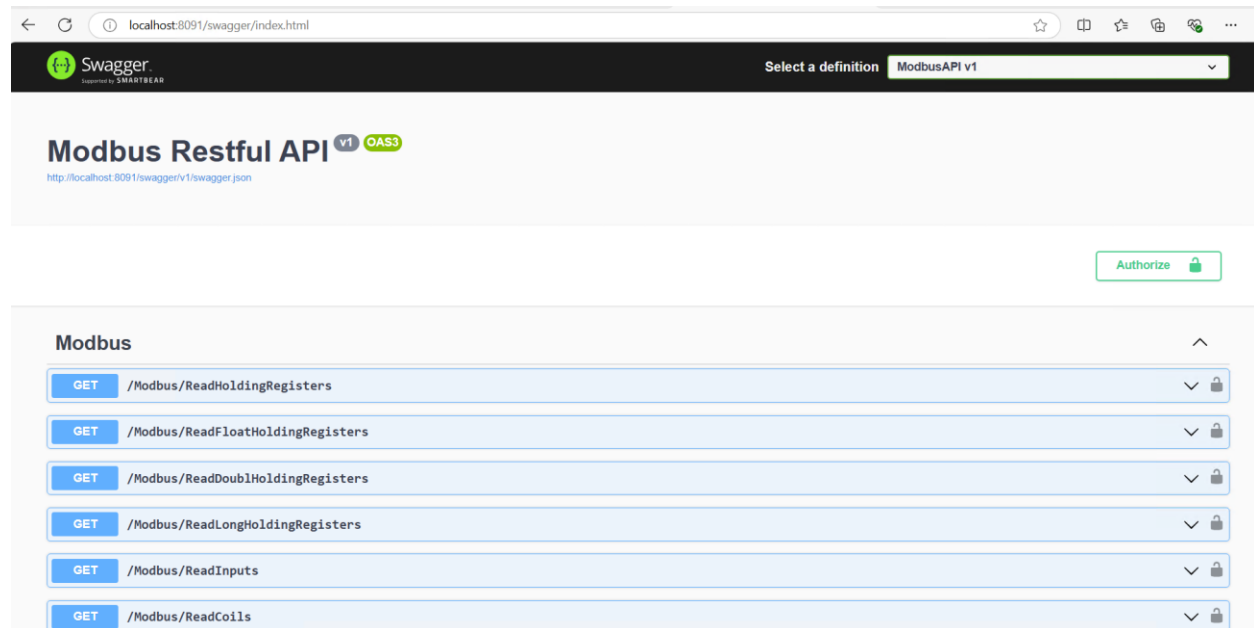 localhost:8091/swagger/index.html
Swagger.
Supported by SMARTBEAR
Select a definition
ModbusAPI v1
Modbus Restful API v1 OAS3
http://localhost:8091/swagger/v1/swagger.json
Authorize
Modbus
GET /Modbus/ReadHoldingRegisters
GET /Modbus/ReadFloatHoldingRegisters
GET /Modbus/ReadDoublHoldingRegisters
GET /Modbus/ReadLongHoldingRegisters
GET /Modbus/ReadInputs
GET /Modbus/ReadCoils